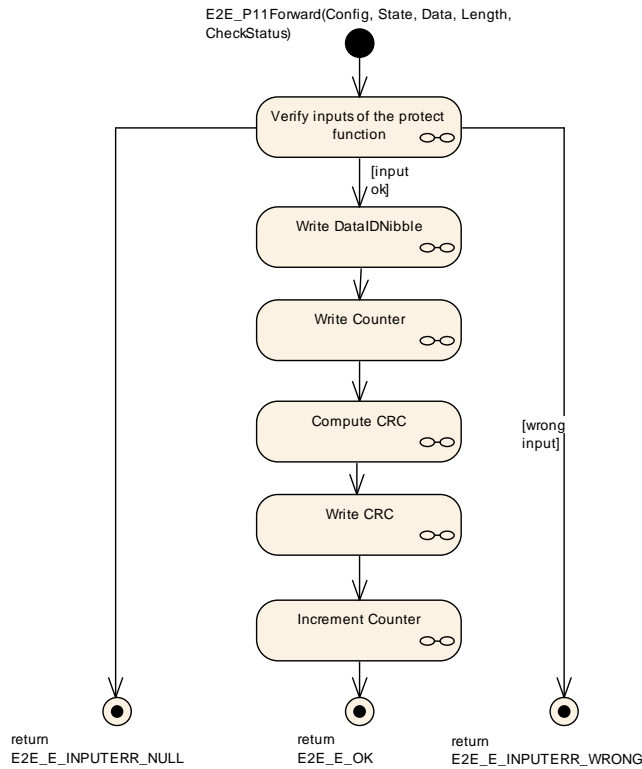 E2E_P11Forward(Config, State, Data, Length,
CheckStatus)
Verify inputs of the protect
function
[input
ok]
Write DataIDNibble
Write Counter
Compute CRC
[wrong
input]
Write CRC
Increment Counter
return
E2E_E_INPUTERR_NULL
return
E2E_E_OK
return
E2E_E_INPUTERR_WRONG